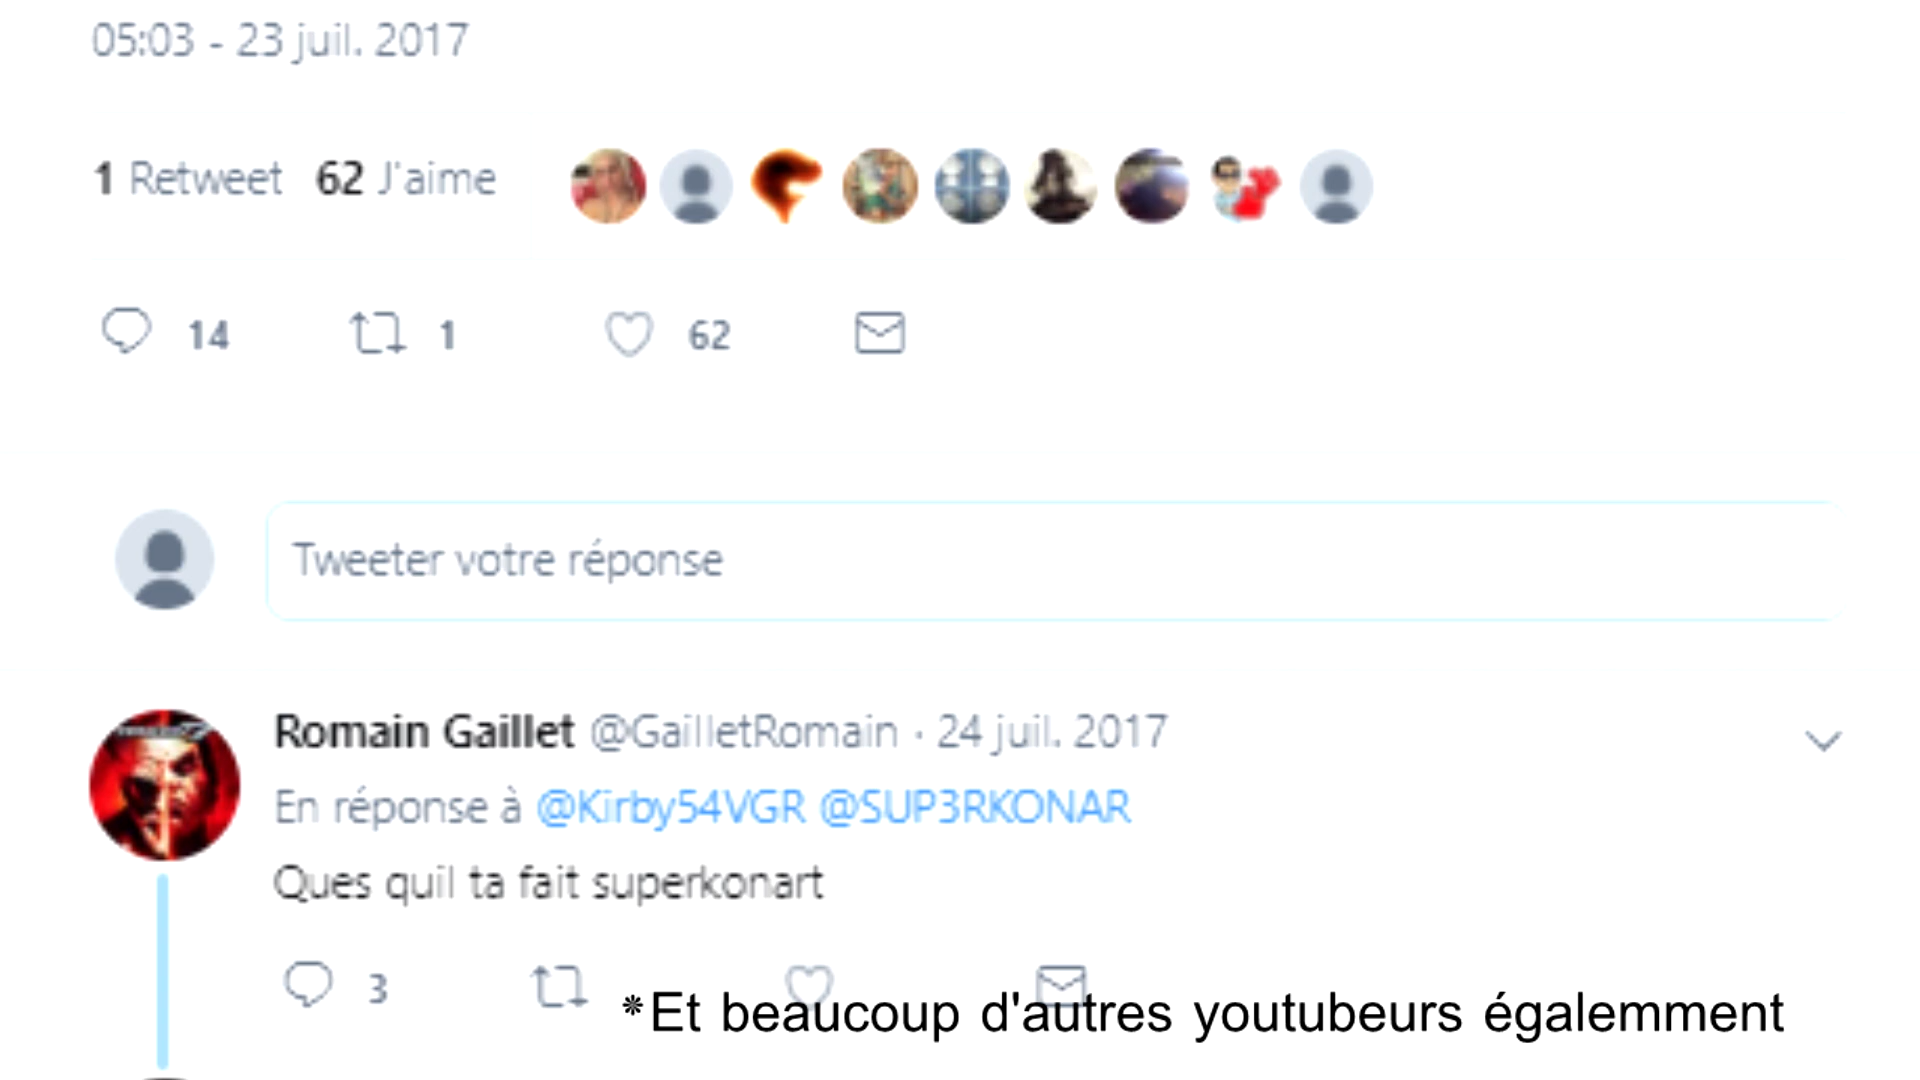 05:03 - 23 juil. 2017
1 Retweet 62 J'aime
14 1 62
Tweeter votre réponse
Romain Gaillet @GailletRomain · 24 juil. 2017
En réponse à @Kirby54VGR @SUP3RKONAR
Ques quil ta fait superkonart
3
*Et beaucoup d'autres youtubeurs égalemment